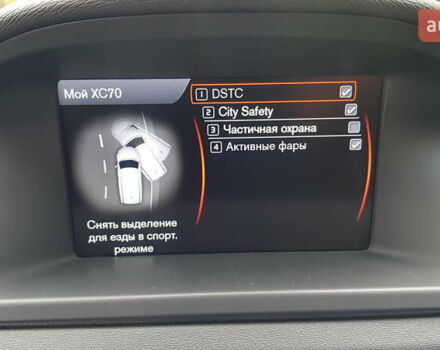 Мой XC70
1 DSTC
2 City Safety
3 Частичная охрана
4 Активные фары
Снять выделение
для езды в спорт.
режиме